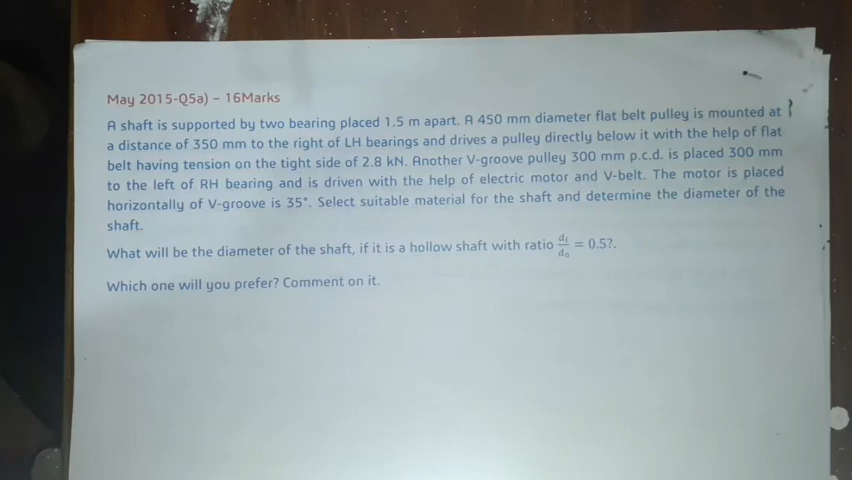 May 2015-Q5a) – 16Marks
A shaft is supported by two bearing placed 1.5 m apart. A 450 mm diameter flat belt pulley is mounted at
a distance of 350 mm to the right of LH bearings and drives a pulley directly below it with the help of flat
belt having tension on the tight side of 2.8 kN. Another V-groove pulley 300 mm p.c.d. is placed 300 mm
to the left of RH bearing and is driven with the help of electric motor and V-belt. The motor is placed
horizontally of V-groove is 35°. Select suitable material for the shaft and determine the diameter of the
shaft.
What will be the diameter of the shaft, if it is a hollow shaft with ratio d_i/d_o = 0.5?.
Which one will you prefer? Comment on it.